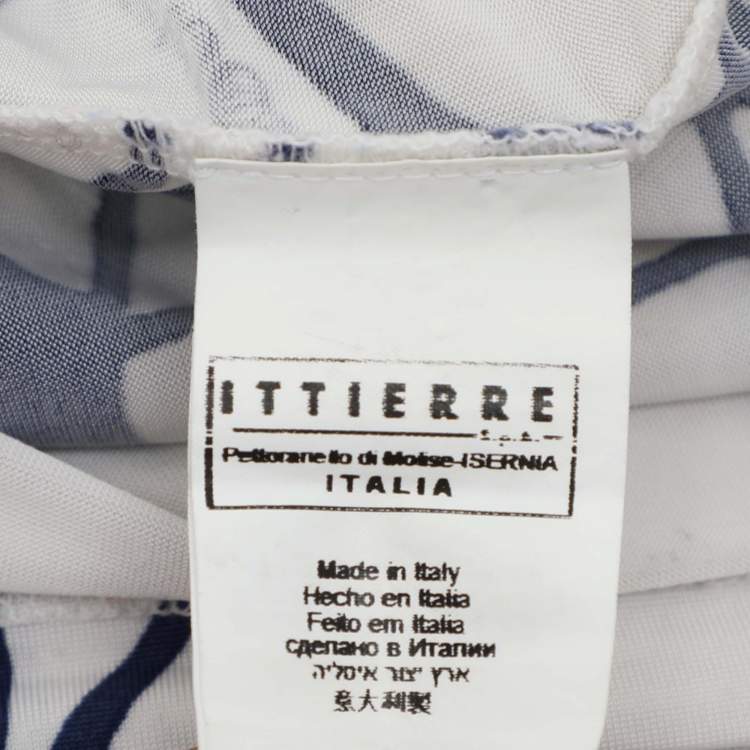 ITTIERRE
S.p.A.
Pettoranello di Molise-ISERNIA
ITALIA
Made in Italy
Hecho en Italia
Feito em Italia
сделано в Италии
ארץ יצור איטליה
意大利製